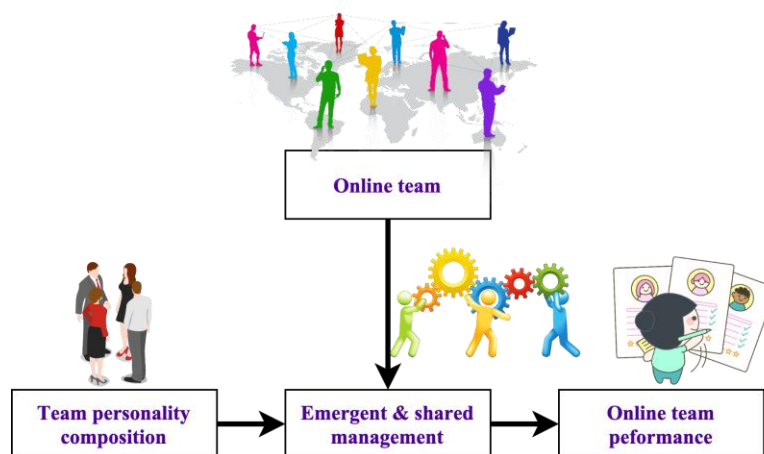 Online team
Team personality
composition
Emergent & shared
management
Online team
peformance